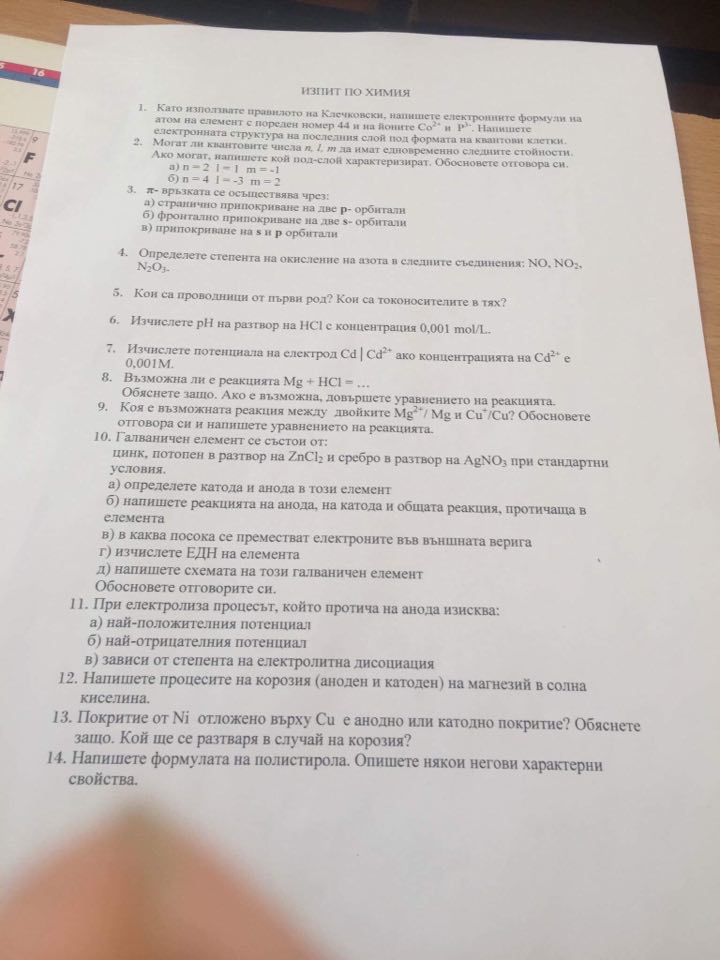 16
9
F
17
Cl
ИЗПИТ ПО ХИМИЯ
1. Като използвате правилото на Клечковски, напишете електронните формули на
атом на елемент с пореден номер 44 и на йоните Co²⁺ и P³⁻. Напишете
електронната структура на последния слой под формата на квантови клетки.
2. Могат ли квантовите числа n, l, m да имат едновременно следните стойности.
Ако могат, напишете кой под-слой характеризират. Обосновете отговора си.
а) n = 2 l = 1 m = -1
б) n = 4 l = -3 m = 2
3. π- връзката се осъществява чрез:
а) странично припокриване на две p- орбитали
б) фронтално припокриване на две s- орбитали
в) припокриване на s и p орбитали
4. Определете степента на окисление на азота в следните съединения: NO, NO₂,
N₂O₃.
5. Кои са проводници от първи род? Кои са токоносителите в тях?
6. Изчислете pH на разтвор на HCl с концентрация 0,001 mol/L.
7. Изчислете потенциала на електрод Cd | Cd²⁺ ако концентрацията на Cd²⁺ е
0,001M.
8. Възможна ли е реакцията Mg + HCl = ...
Обяснете защо. Ако е възможна, довършете уравнението на реакцията.
9. Коя е възможната реакция между двойките Mg²⁺/ Mg и Cu⁺/Cu? Обосновете
отговора си и напишете уравнението на реакцията.
10. Галваничен елемент се състои от:
цинк, потопен в разтвор на ZnCl₂ и сребро в разтвор на AgNO₃ при стандартни
условия.
а) определете катода и анода в този елемент
б) напишете реакцията на анода, на катода и общата реакция, протичаща в
елемента
в) в каква посока се преместват електроните във външната верига
г) изчислете ЕДН на елемента
д) напишете схемата на този галваничен елемент
Обосновете отговорите си.
11. При електролиза процесът, който протича на анода изисква:
а) най-положителния потенциал
б) най-отрицателния потенциал
в) зависи от степента на електролитна дисоциация
12. Напишете процесите на корозия (аноден и катоден) на магнезий в солна
киселина.
13. Покритие от Ni отложено върху Cu е анодно или катодно покритие? Обяснете
защо. Кой ще се разтваря в случай на корозия?
14. Напишете формулата на полистирола. Опишете някои негови характерни
свойства.